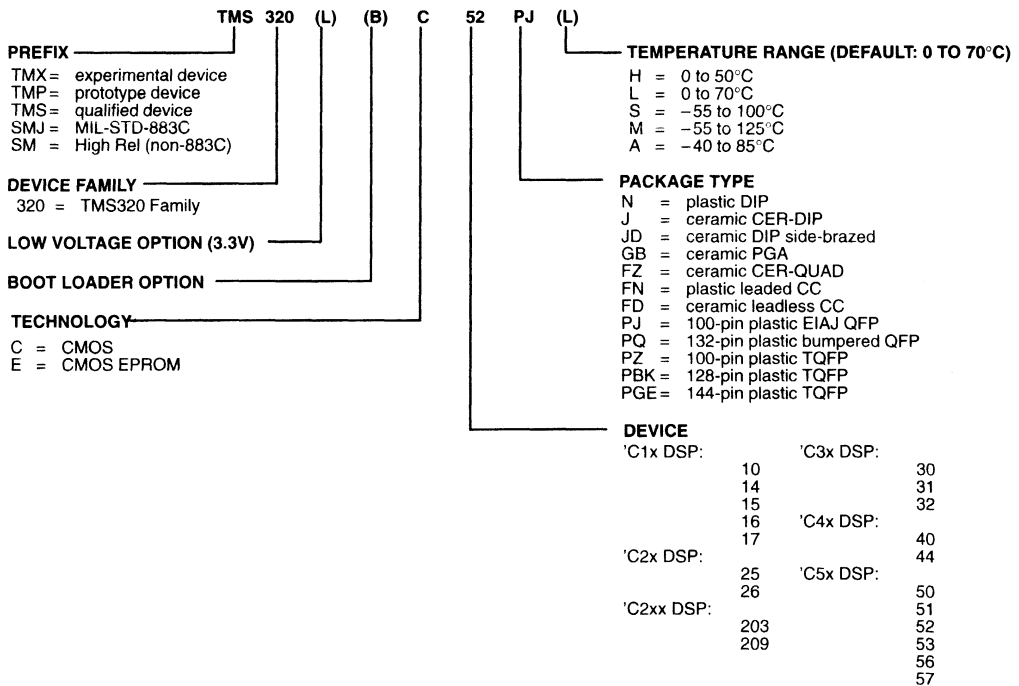 TMS 320 (L) (B) C 52 PJ (L)
PREFIX
TMX = experimental device
TMP = prototype device
TMS = qualified device
SMJ = MIL-STD-883C
SM = High Rel (non-883C)
DEVICE FAMILY
320 = TMS320 Family
LOW VOLTAGE OPTION (3.3V)
BOOT LOADER OPTION
TECHNOLOGY
C = CMOS
E = CMOS EPROM
TEMPERATURE RANGE (DEFAULT: 0 TO 70°C)
H = 0 to 50°C
L = 0 to 70°C
S = −55 to 100°C
M = −55 to 125°C
A = −40 to 85°C
PACKAGE TYPE
N = plastic DIP
J = ceramic CER-DIP
JD = ceramic DIP side-brazed
GB = ceramic PGA
FZ = ceramic CER-QUAD
FN = plastic leaded CC
FD = ceramic leadless CC
PJ = 100-pin plastic EIAJ QFP
PQ = 132-pin plastic bumpered QFP
PZ = 100-pin plastic TQFP
PBK = 128-pin plastic TQFP
PGE = 144-pin plastic TQFP
DEVICE
'C1x DSP:
10
14
15
16
17
'C2x DSP:
25
26
'C2xx DSP:
203
209
'C3x DSP:
30
31
32
'C4x DSP:
40
44
'C5x DSP:
50
51
52
53
56
57